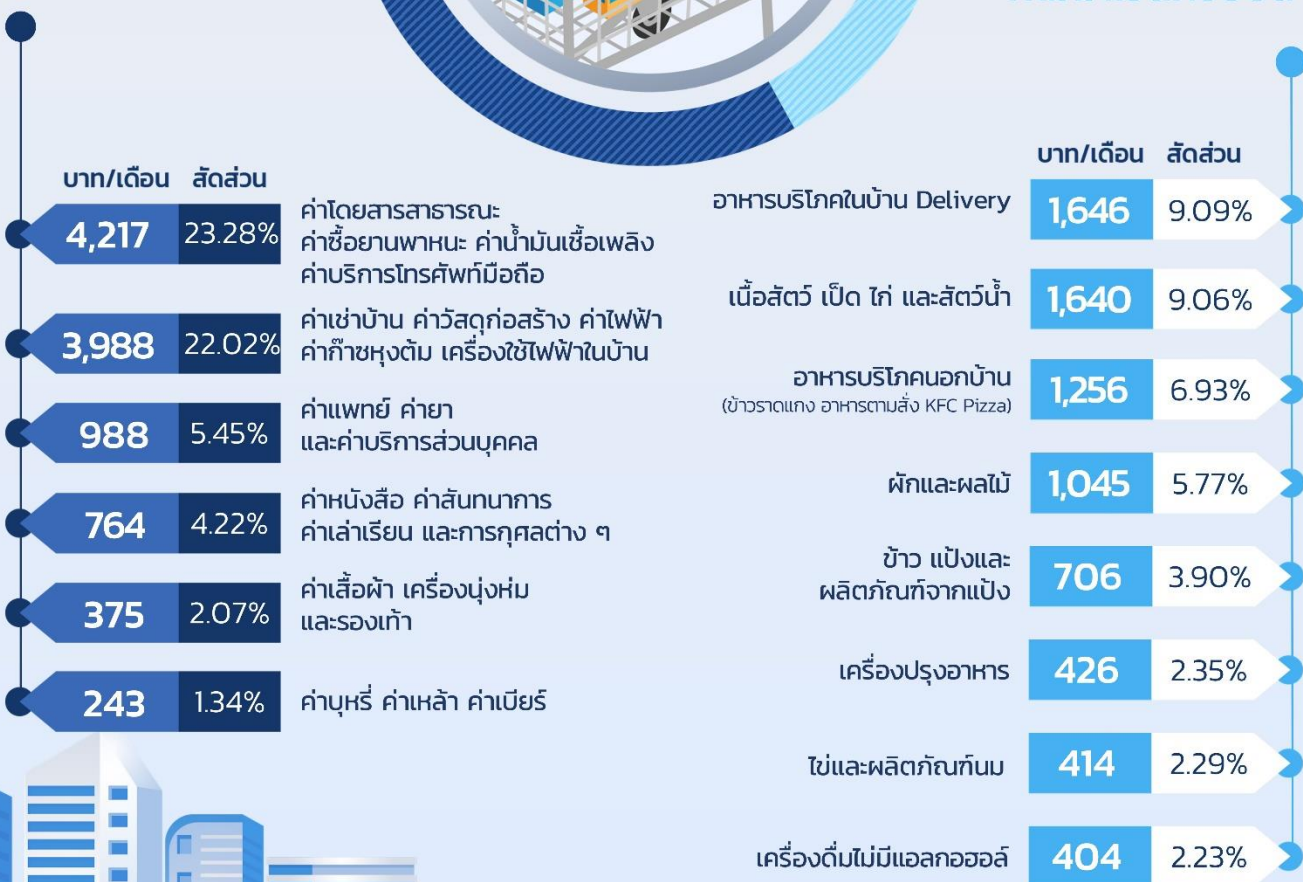 บาท/เดือน สัดส่วน
4,217 23.28%
ค่าโดยสารสาธารณะ
ค่าซื้อยานพาหนะ ค่าน้ำมันเชื้อเพลิง
ค่าบริการโทรศัพท์มือถือ
3,988 22.02%
ค่าเช่าบ้าน ค่าวัสดุก่อสร้าง ค่าไฟฟ้า
ค่าก๊าซหุงต้ม เครื่องใช้ไฟฟ้าในบ้าน
988 5.45%
ค่าแพทย์ ค่ายา
และค่าบริการส่วนบุคคล
764 4.22%
ค่าหนังสือ ค่าสันทนาการ
ค่าเล่าเรียน และการกุศลต่าง ๆ
375 2.07%
ค่าเสื้อผ้า เครื่องนุ่งห่ม
และรองเท้า
243 1.34%
ค่าบุหรี่ ค่าเหล้า ค่าเบียร์
บาท/เดือน สัดส่วน
อาหารบริโภคในบ้าน Delivery
1,646 9.09%
เนื้อสัตว์ เป็ด ไก่ และสัตว์น้ำ
1,640 9.06%
อาหารบริโภคนอกบ้าน
(ข้าวราดแกง อาหารตามสั่ง KFC Pizza)
1,256 6.93%
ผักและผลไม้
1,045 5.77%
ข้าว แป้งและ
ผลิตภัณฑ์จากแป้ง
706 3.90%
เครื่องปรุงอาหาร
426 2.35%
ไข่และผลิตภัณฑ์นม
414 2.29%
เครื่องดื่มไม่มีแอลกอฮอล์
404 2.23%